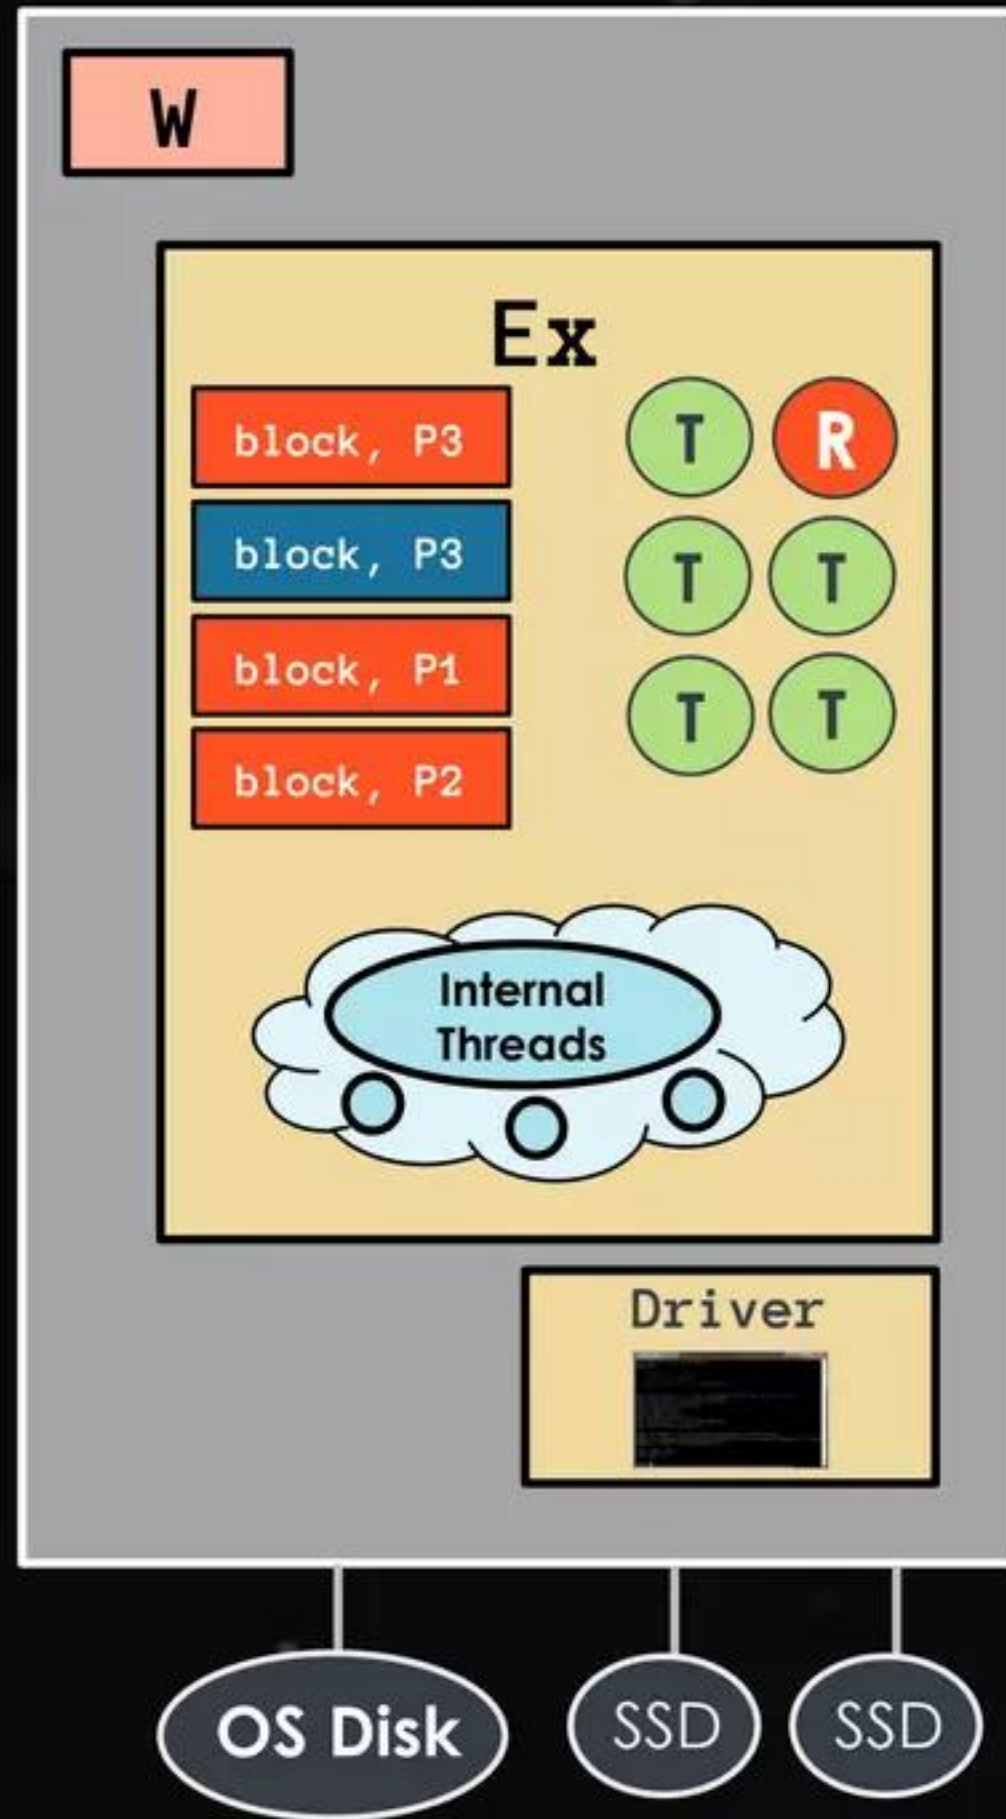 W
Ex
block, P3
T
R
block, P3
T
T
block, P1
T
T
block, P2
Internal
Threads
Driver
OS Disk
SSD
SSD